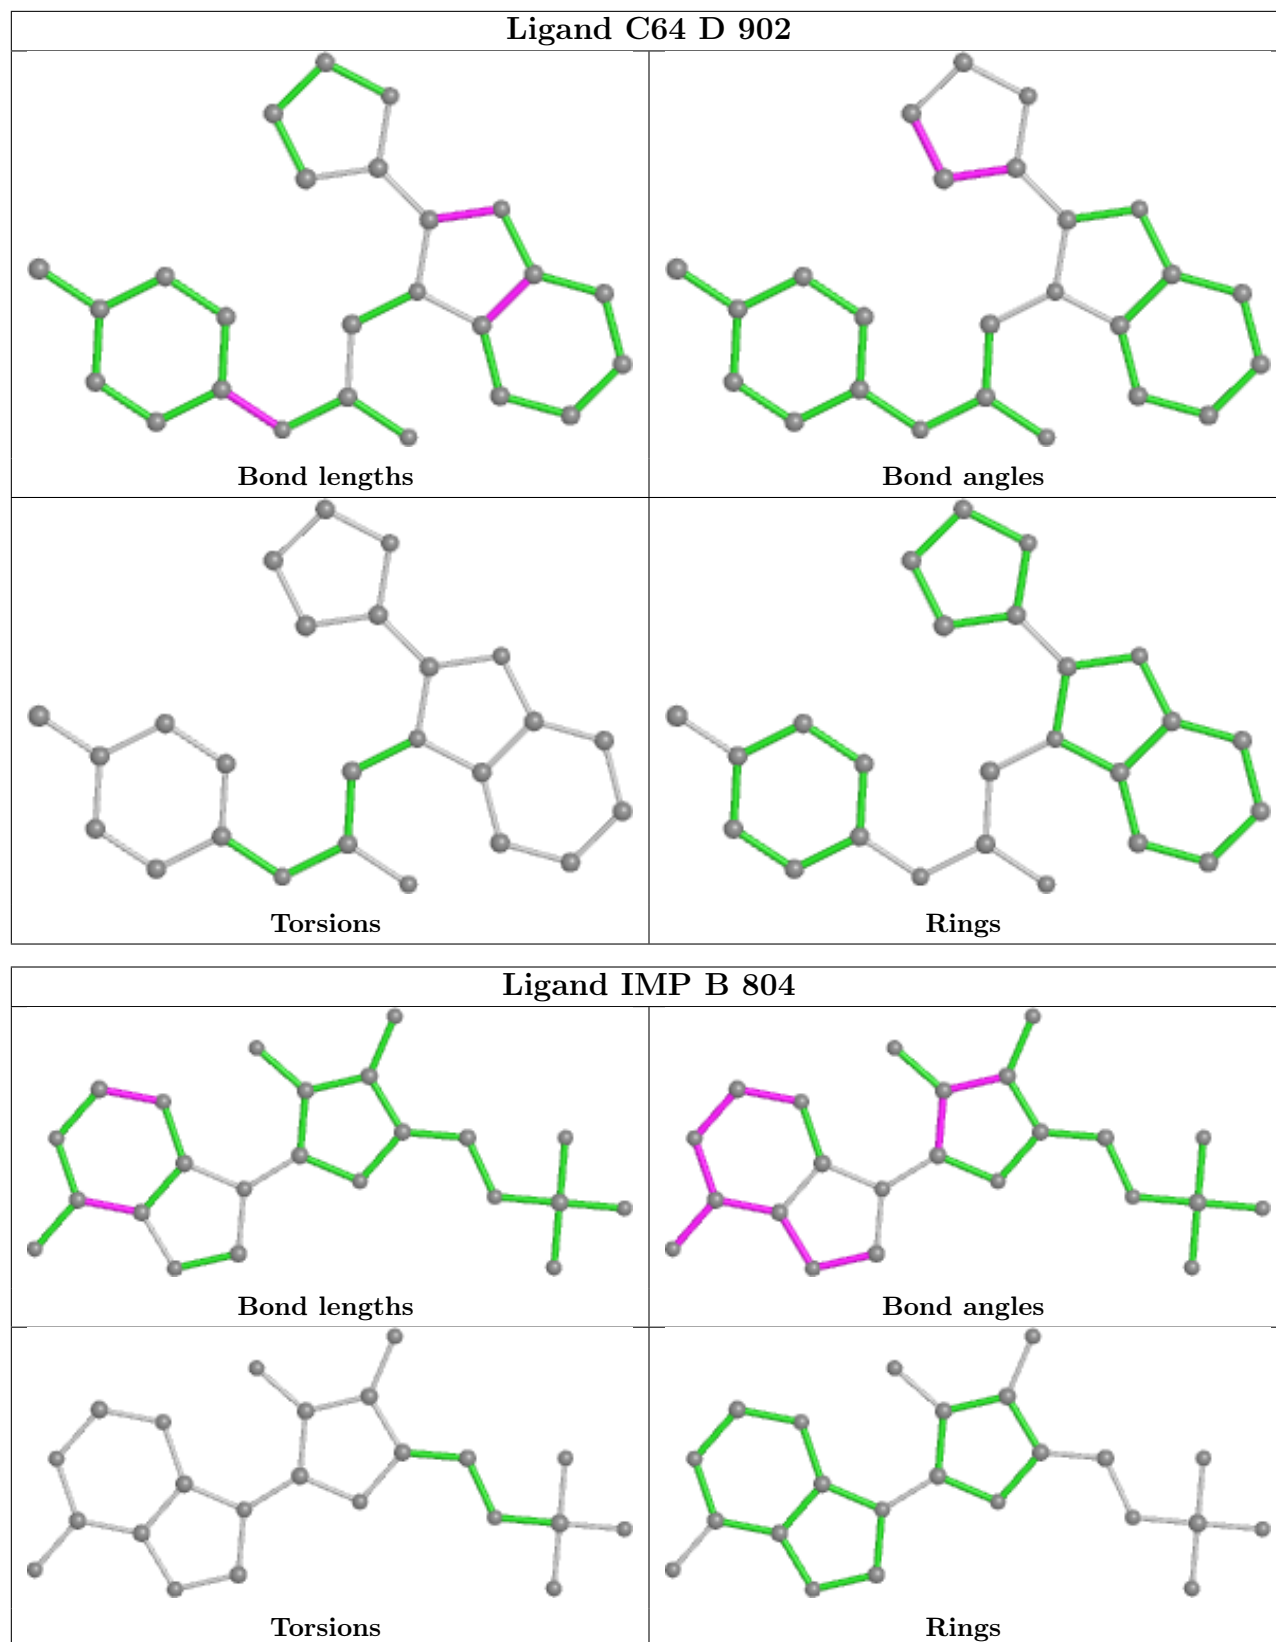 Ligand C64 D 902
Bond lengths
Bond angles
Torsions
Rings
Ligand IMP B 804
Bond lengths
Bond angles
Torsions
Rings